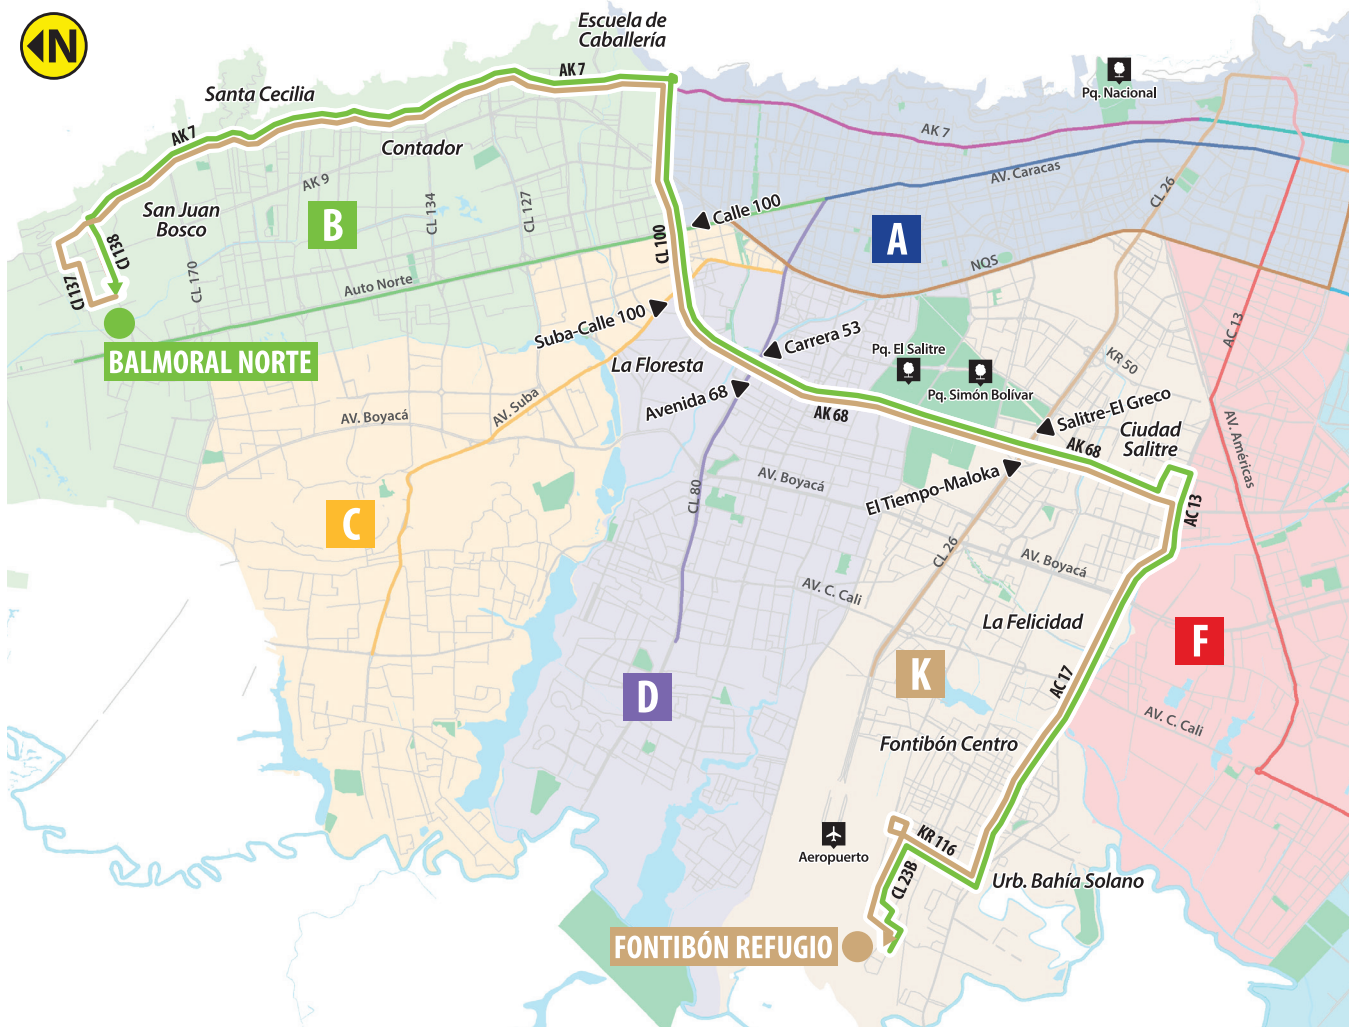 N
Escuela de
Caballería
AK 7
Santa Cecilia
Pq. Nacional
AK 7
AK 7
Contador
AV. Caracas
AK 9
CL 26
San Juan
Bosco
B
CL 134
CL 127
Calle 100
A
CL 138
CL 100
CL 170
CL 137
Auto Norte
NQS
Suba-Calle 100
AC 13
Carrera 53
BALMORAL NORTE
La Floresta
Pq. El Salitre
KR 50
Pq. Simón Bolívar
Avenida 68
AK 68
Salitre-El Greco
AV. Boyacá
AV. Suba
Ciudad
Salitre
AK 68
AV. Américas
AV. Boyacá
El Tiempo-Maloka
CL 80
AC 13
C
CL 26
AV. Boyacá
AV. C. Cali
La Felicidad
F
K
D
AC 17
AV. C. Cali
Fontibón Centro
Aeropuerto
KR 116
CL 23B
Urb. Bahía Solano
FONTIBÓN REFUGIO